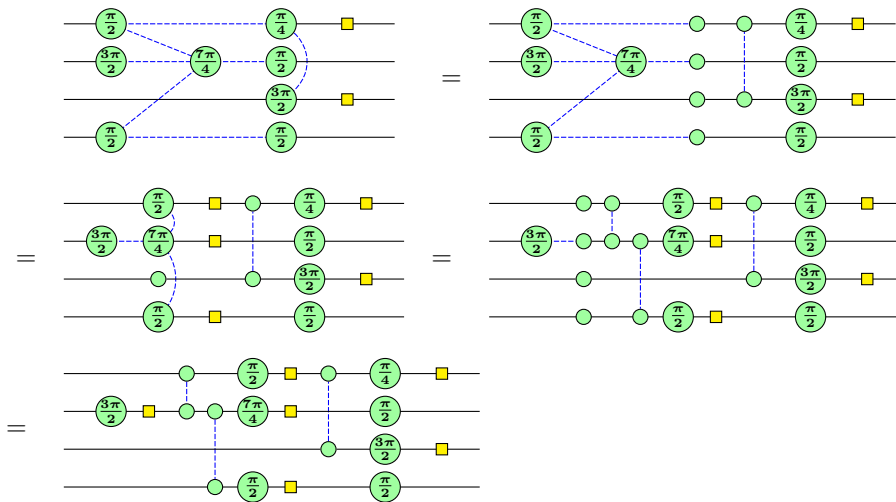 π/2 π/4 π/2 π/4
3π/2 7π/4 π/2 = 3π/2 7π/4 π/2
3π/2 3π/2
π/2 π/2 π/2 π/2
π/2 π/4 π/2 π/4
= 3π/2 7π/4 π/2 = 3π/2 7π/4 π/2
3π/2 3π/2
π/2 π/2 π/2 π/2
π/2 π/4
= 3π/2 7π/4 π/2
3π/2
π/2 π/2